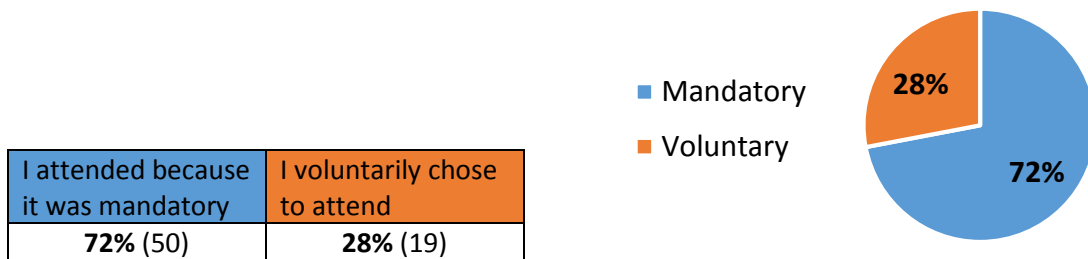 Mandatory
Voluntary
28%
72%
I attended because it was mandatory
I voluntarily chose to attend
72% (50)
28% (19)